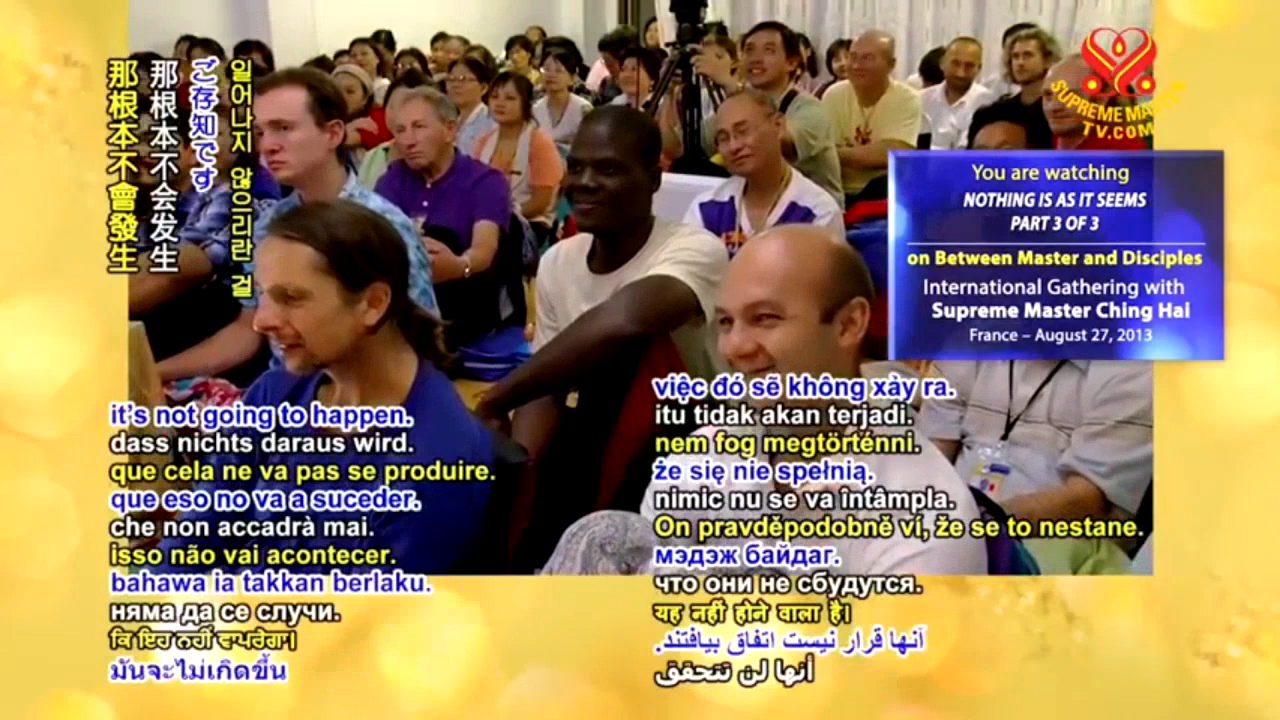 SUPREME MASTER
TV.COM
You are watching
NOTHING IS AS IT SEEMS
PART 3 OF 3
on Between Master and Disciples
International Gathering with
Supreme Master Ching Hai
France – August 27, 2013
일어나지 않으리란 걸
ご存知です
那根本不会发生
那根本不會發生
it's not going to happen.
dass nichts daraus wird.
que cela ne va pas se produire.
que eso no va a suceder.
che non accadrà mai.
isso não vai acontecer.
bahawa ia takkan berlaku.
няма да се случи.
ਕਿ ਇਹ ਨਹੀਂ ਵਾਪਰੇਗਾ।
มันจะไม่เกิดขึ้น
việc đó sẽ không xảy ra.
itu tidak akan terjadi.
nem fog megtörténni.
że się nie spełnią.
nimic nu se va întâmpla.
On pravděpodobně ví, že se to nestane.
мэдэж байдаг.
что они не сбудутся.
यह नहीं होने वाला है।
آنها قرار نیست اتفاق بیافتند.
أنها لن تتحقق